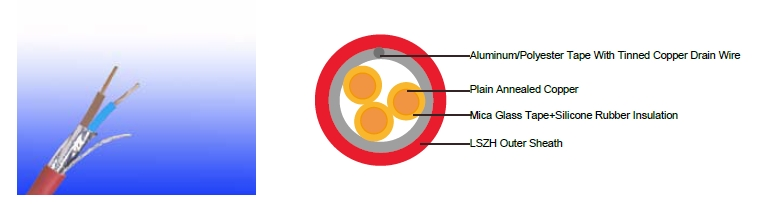 Aluminum/Polyester Tape With Tinned Copper Drain Wire
Plain Annealed Copper
Mica Glass Tape+Silicone Rubber Insulation
LSZH Outer Sheath